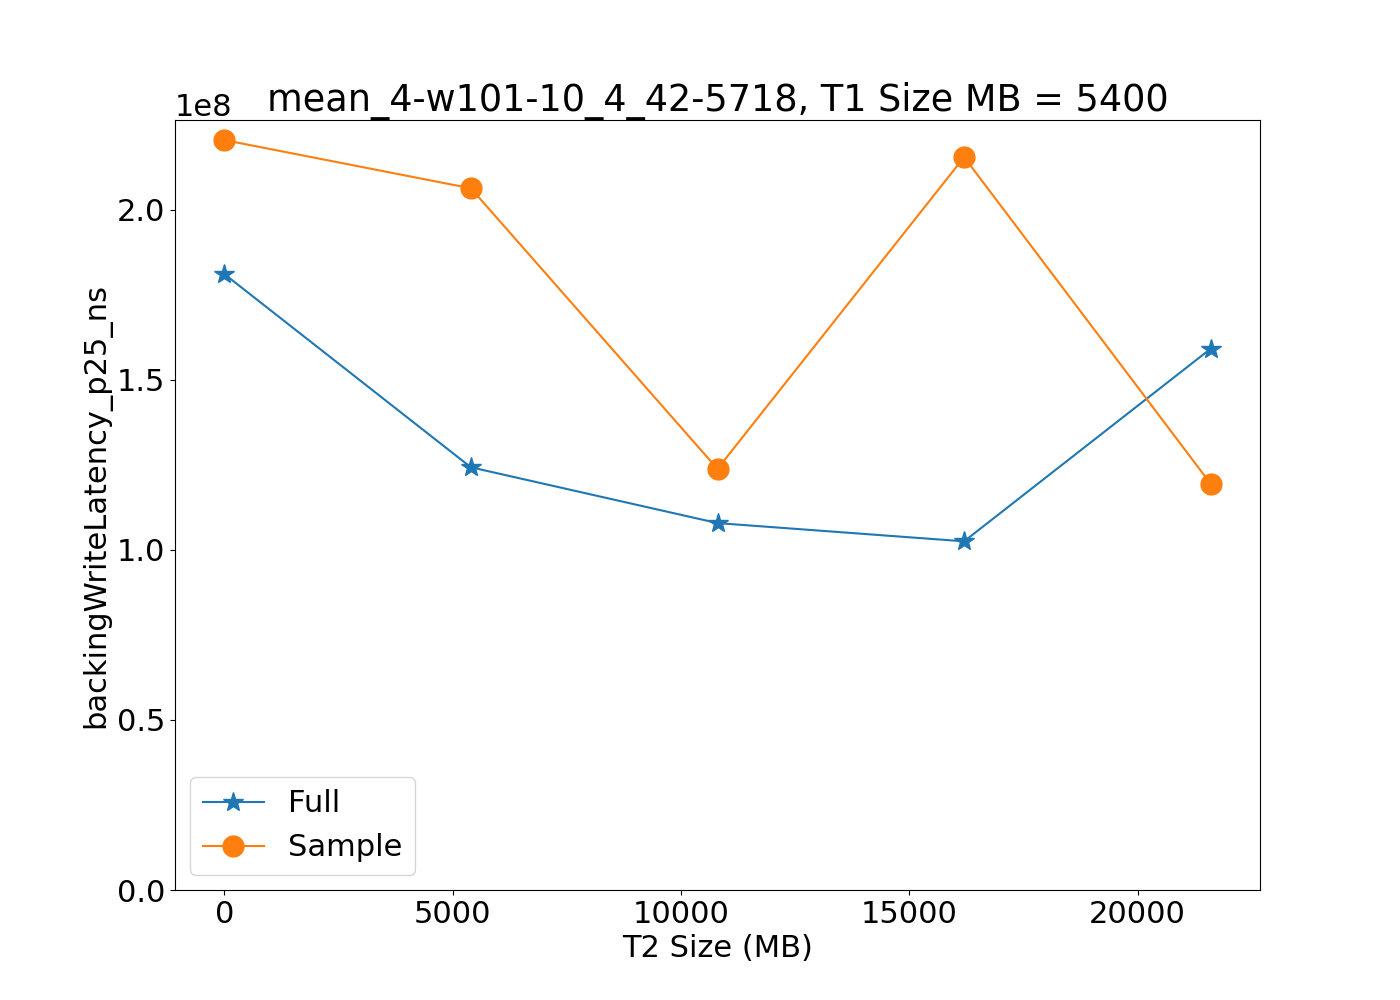 1e8
mean_4-w101-10_4_42-5718, T1 Size MB = 5400
backingWriteLatency_p25_ns
2.0
1.5
1.0
0.5
0.0
Full
Sample
0 5000 10000 15000 20000
T2 Size (MB)